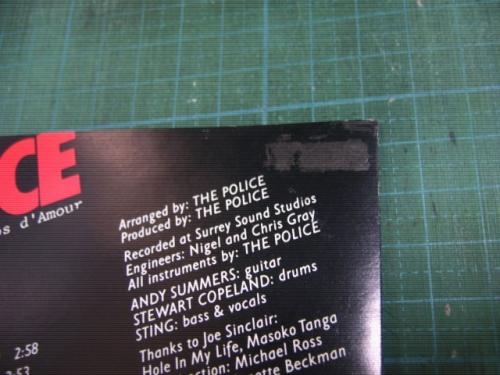 CE
s d'Amour
Arranged by: THE POLICE
Produced by: THE POLICE
Recorded at Surrey Sound Studios
Engineers: Nigel and Chris Gray
All instruments by: THE POLICE
ANDY SUMMERS: guitar
STEWART COPELAND: drums
STING: bass & vocals
2:58
Thanks to Joe Sinclair:
Hole In My Life, Masoko Tanga
ction: Michael Ross
ette Beckman